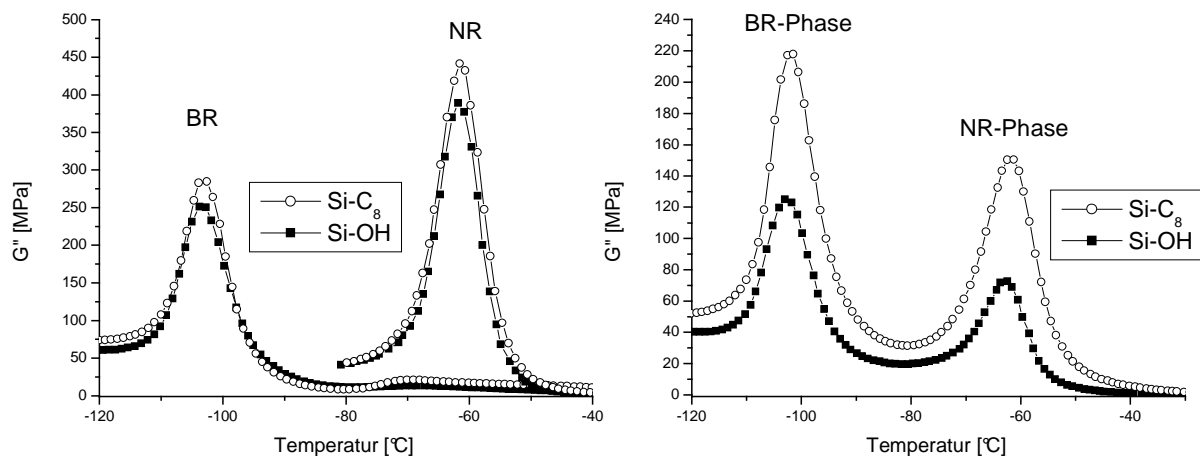 500
450
400
350
300
250
200
150
100
50
0
G" [MPa]
BR
NR
Si-C8
Si-OH
-120
-100
-80
-60
-40
Temperatur [°C]
240
220
200
180
160
140
120
100
80
60
40
20
0
G" [MPa]
BR-Phase
NR-Phase
Si-C8
Si-OH
-120
-100
-80
-60
-40
Temperatur [°C]